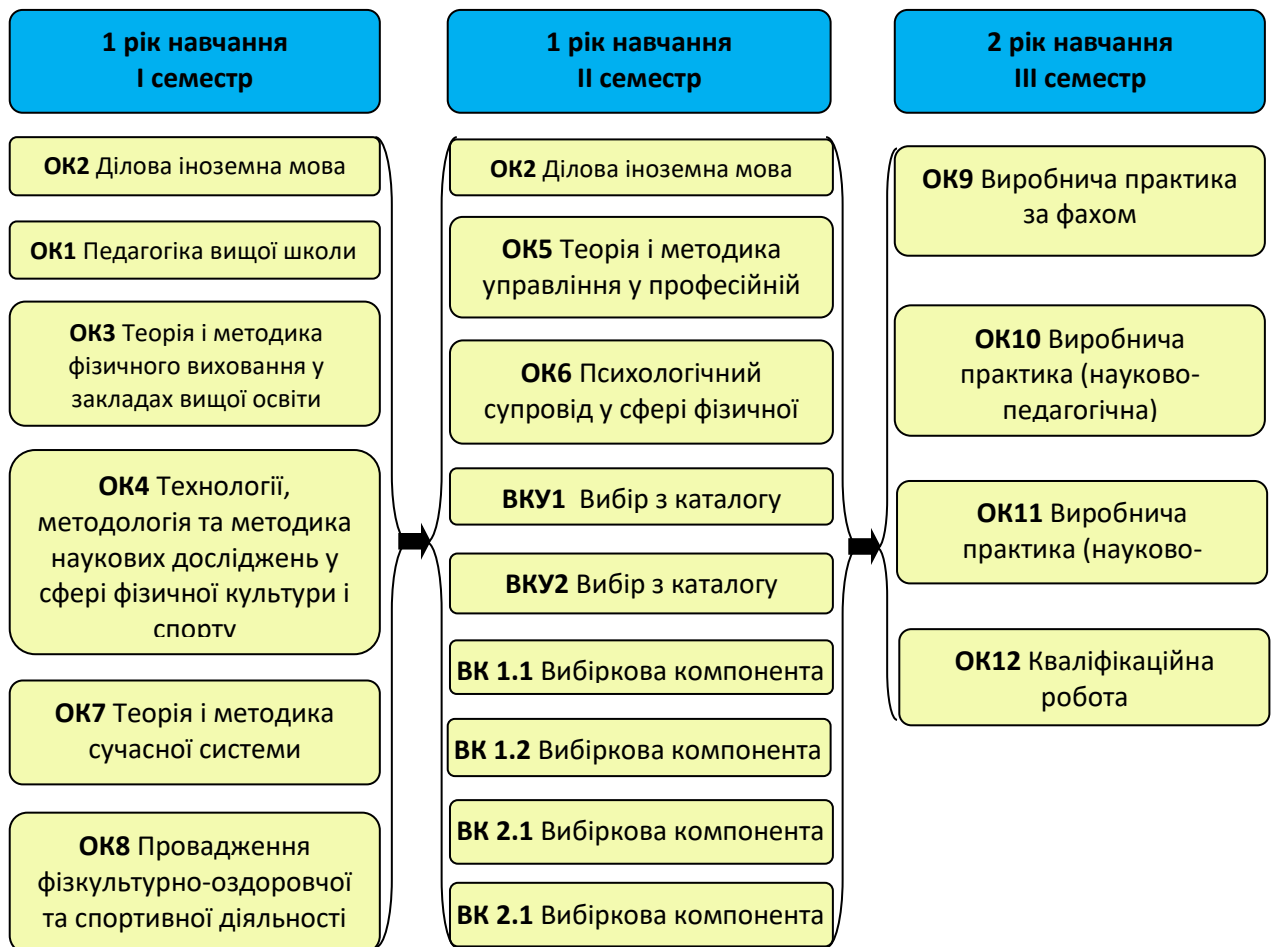 1 рік навчання
І семестр
ОК2 Ділова іноземна мова
ОК1 Педагогіка вищої школи
ОК3 Теорія і методика
фізичного виховання у
закладах вищої освіти
ОК4 Технології,
методологія та методика
наукових досліджень у
сфері фізичної культури і
спорту
ОК7 Теорія і методика
сучасної системи
ОК8 Провадження
фізкультурно-оздоровчої
та спортивної діяльності
1 рік навчання
ІІ семестр
ОК2 Ділова іноземна мова
ОК5 Теорія і методика
управління у професійній
ОК6 Психологічний
супровід у сфері фізичної
ВКУ1 Вибір з каталогу
ВКУ2 Вибір з каталогу
ВК 1.1 Вибіркова компонента
ВК 1.2 Вибіркова компонента
ВК 2.1 Вибіркова компонента
ВК 2.1 Вибіркова компонента
2 рік навчання
ІІІ семестр
ОК9 Виробнича практика
за фахом
ОК10 Виробнича
практика (науково-
педагогічна)
ОК11 Виробнича
практика (науково-
ОК12 Кваліфікаційна
робота